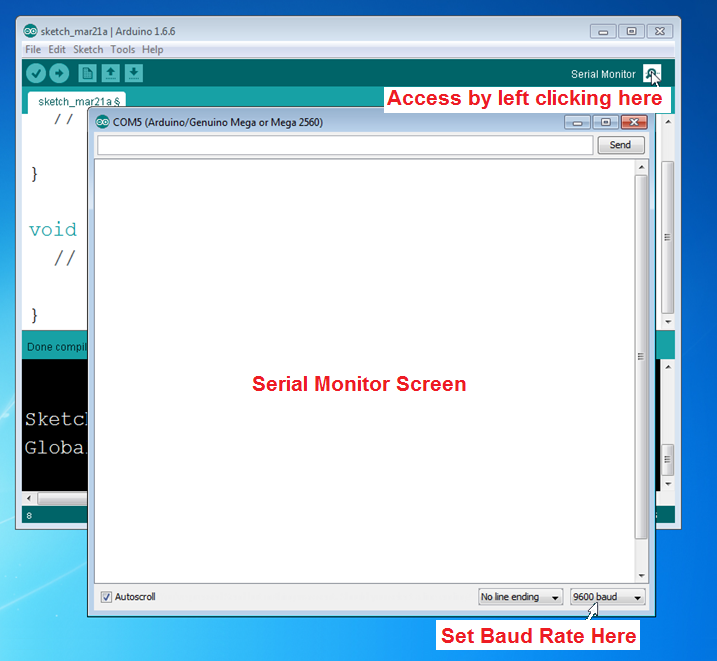 sketch_mar21a | Arduino 1.6.6
File Edit Sketch Tools Help
Serial Monitor
Access by left clicking here
sketch_mar21a §
//
COM5 (Arduino/Genuino Mega or Mega 2560)
Send
}
void
//
}
Done compil
Serial Monitor Screen
Sketch
Global
8
Autoscroll
No line ending
9600 baud
Set Baud Rate Here